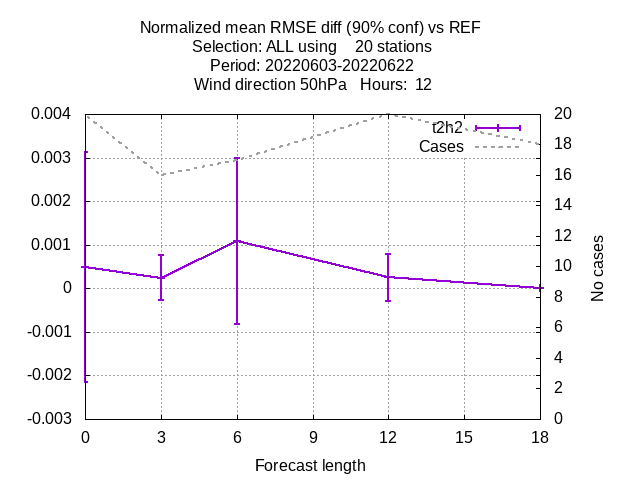 Normalized mean RMSE diff (90% conf) vs REF
Selection: ALL using    20 stations
Period: 20220603-20220622
Wind direction 50hPa   Hours:  12
t2h2
Cases
0.004
0.003
0.002
0.001
0
-0.001
-0.002
-0.003
20
18
16
14
12
10
8
6
4
2
0
No cases
0 3 6 9 12 15 18
Forecast length